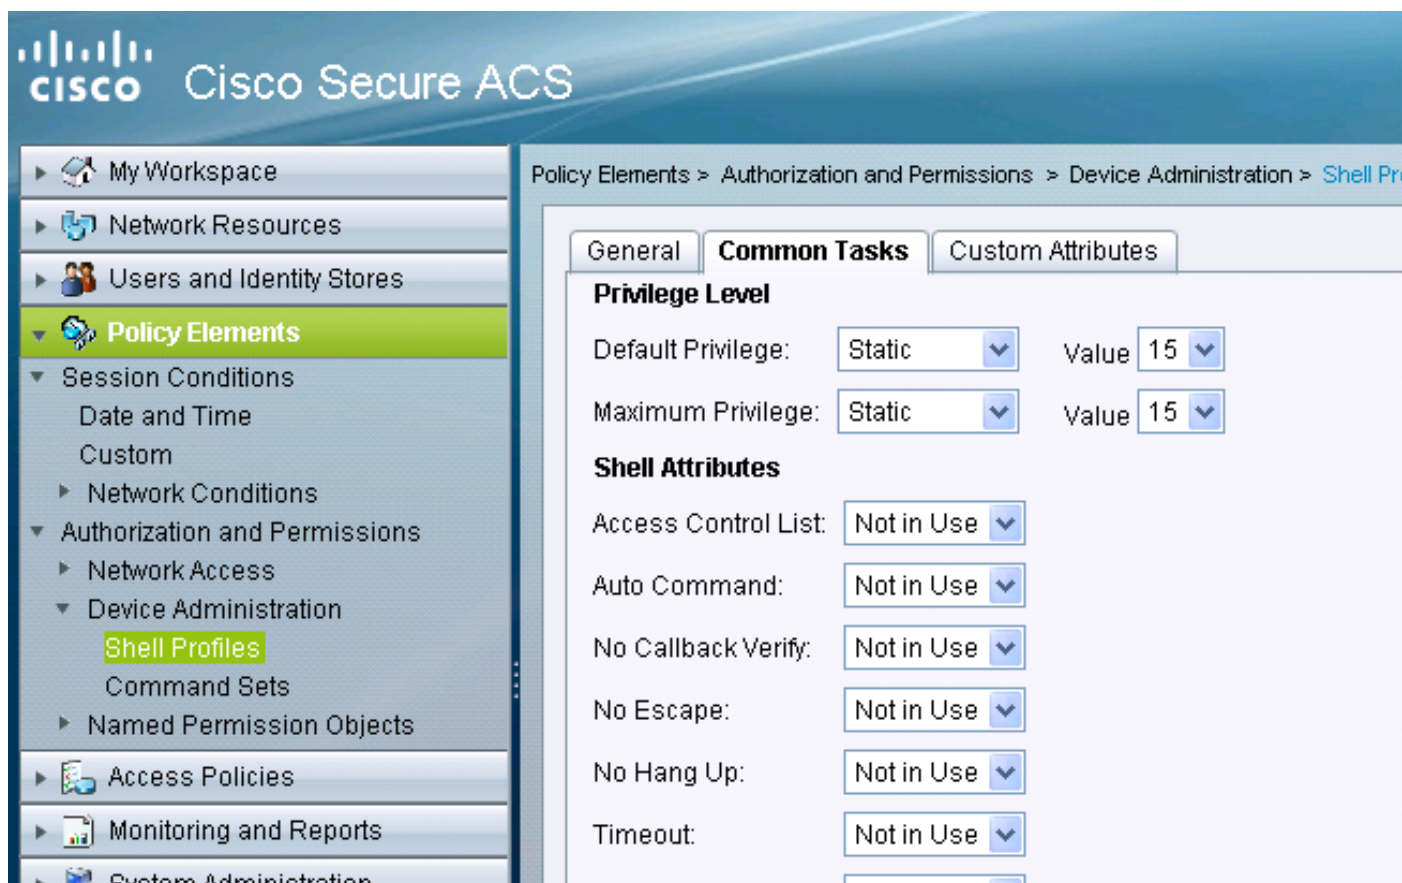 CISCO Cisco Secure ACS
My Workspace
Network Resources
Users and Identity Stores
Policy Elements
Session Conditions
Date and Time
Custom
Network Conditions
Authorization and Permissions
Network Access
Device Administration
Shell Profiles
Command Sets
Named Permission Objects
Access Policies
Monitoring and Reports
System Administration
Policy Elements > Authorization and Permissions > Device Administration > Shell Pr
General Common Tasks Custom Attributes
Privilege Level
Default Privilege: Static Value 15
Maximum Privilege: Static Value 15
Shell Attributes
Access Control List: Not in Use
Auto Command: Not in Use
No Callback Verify: Not in Use
No Escape: Not in Use
No Hang Up: Not in Use
Timeout: Not in Use